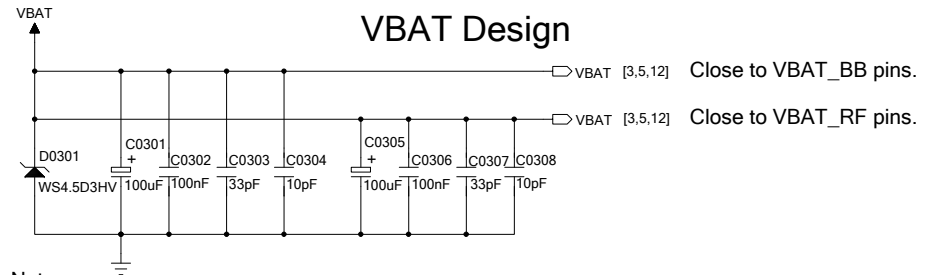 VBAT
VBAT Design
VBAT [3,5,12] Close to VBAT_BB pins.
VBAT [3,5,12] Close to VBAT_RF pins.
D0301
WS4.5D3HV
C0301
+
100uF
C0302
100nF
C0303
33pF
C0304
10pF
C0305
+
100uF
C0306
100nF
C0307
33pF
C0308
10pF